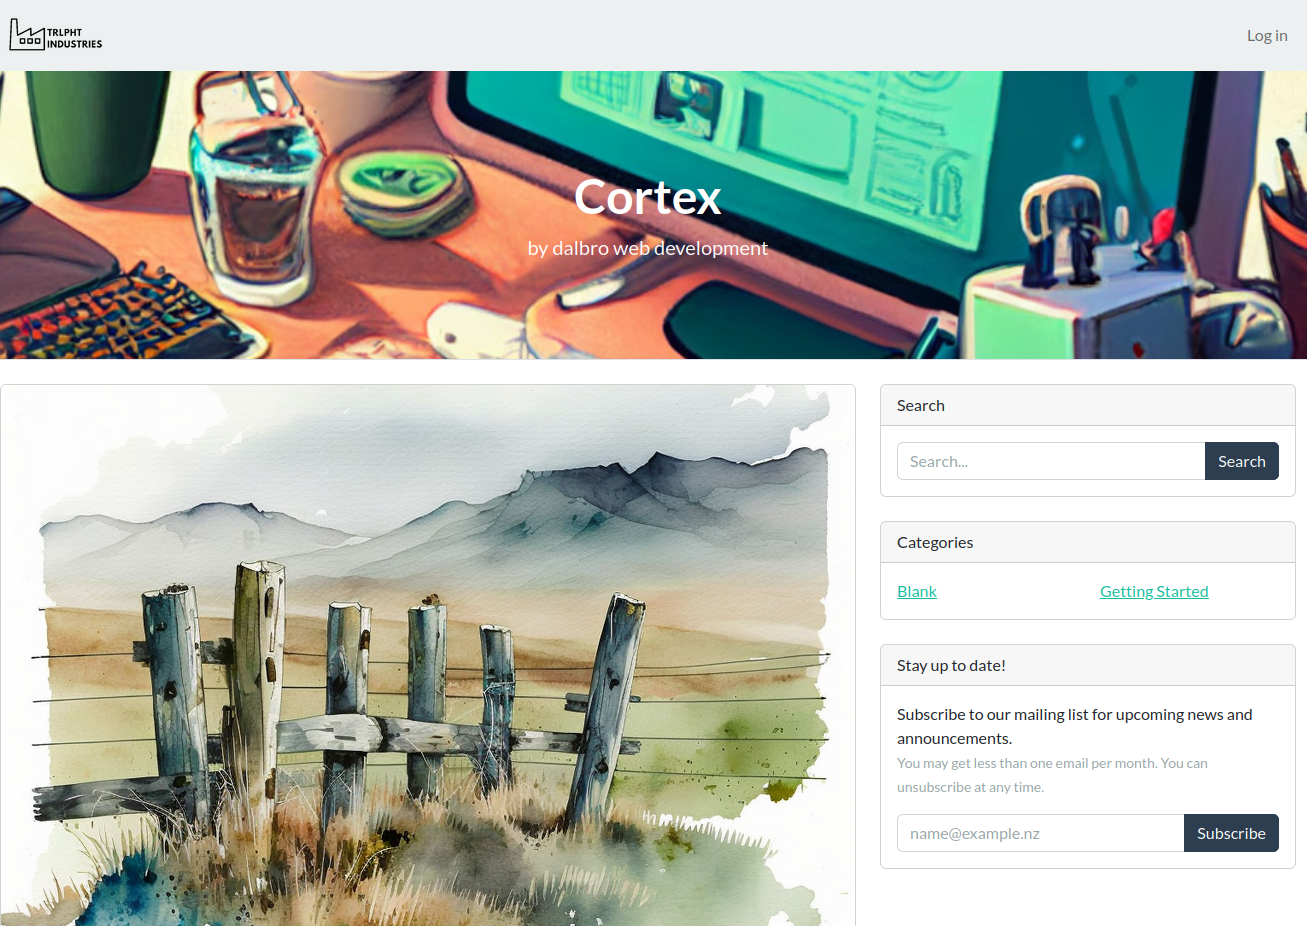 TRLPHT
INDUSTRIES
Log in
Cortex
by dalbro web development
Search
Search...
Search
Categories
Blank
Getting Started
Stay up to date!
Subscribe to our mailing list for upcoming news and
announcements.
You may get less than one email per month. You can
unsubscribe at any time.
name@example.nz
Subscribe